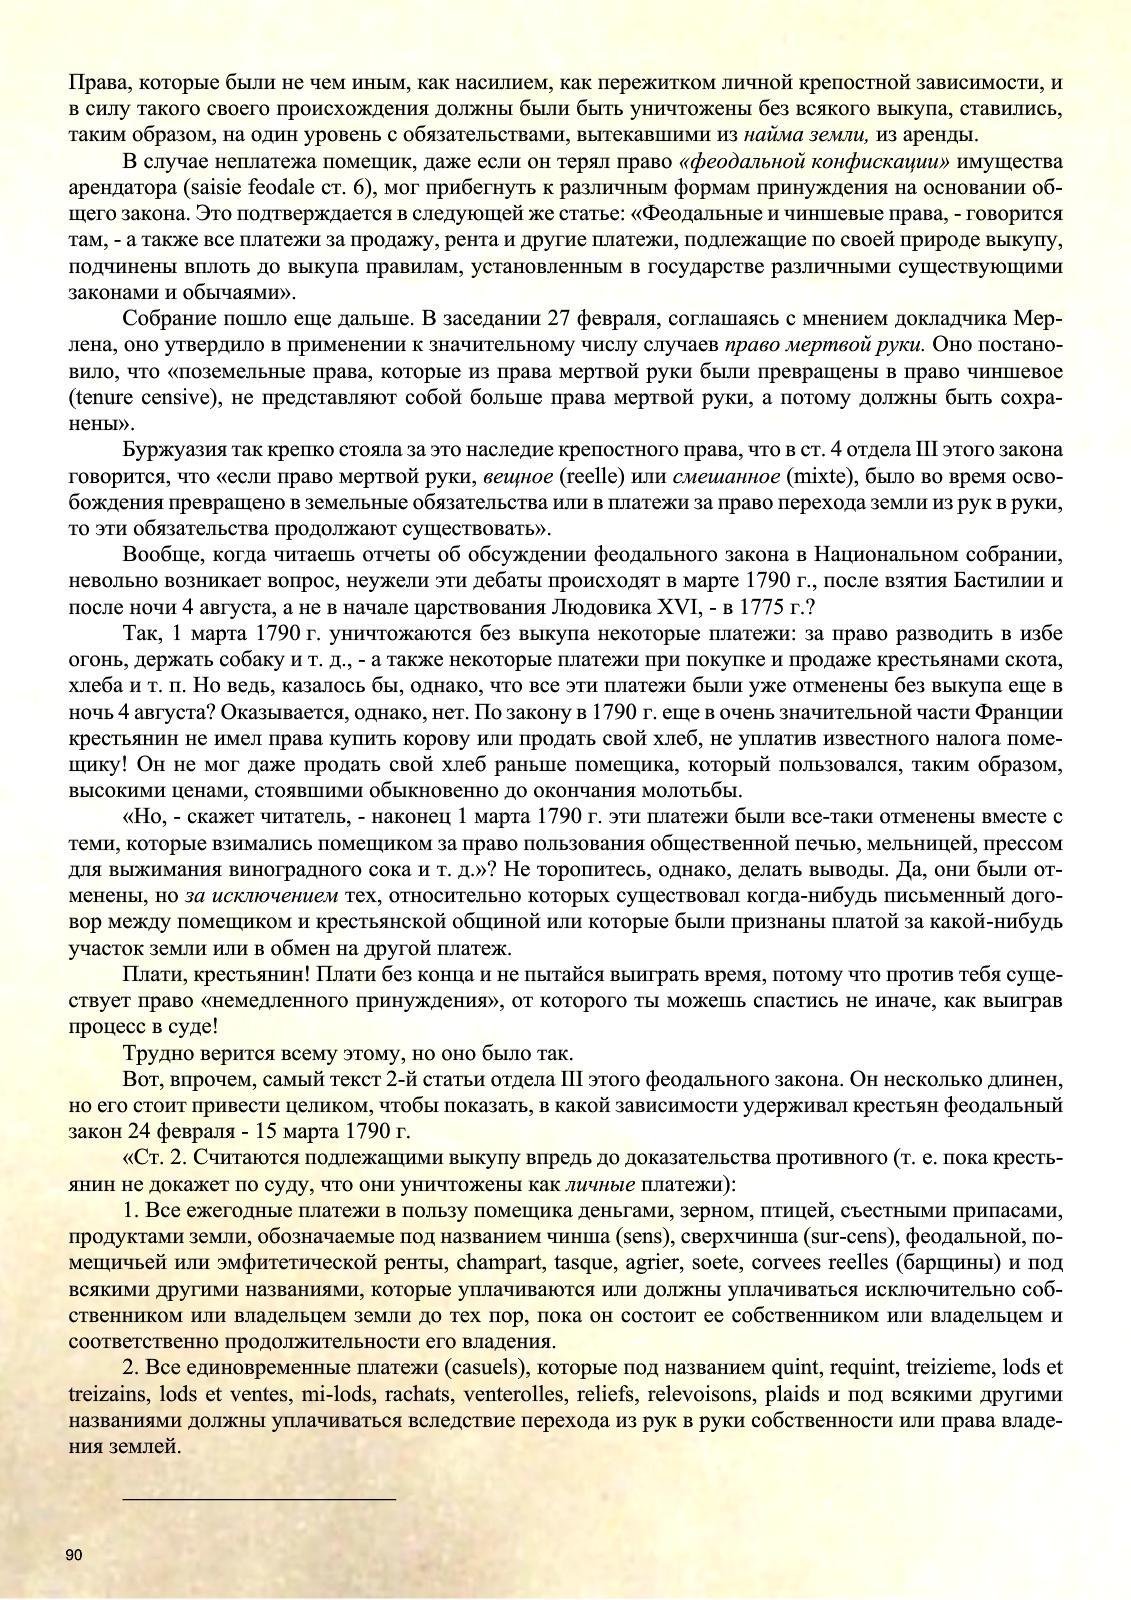 Права, которые были не чем иным, как насилием, как пережитком личной крепостной зависимости, и
в силу такого своего происхождения должны были быть уничтожены без всякого выкупа, ставились,
таким образом, на один уровень с обязательствами, вытекавшими из найма земли, из аренды.
В случае неплатежа помещик, даже если он терял право «феодальной конфискации» имущества
арендатора (saisie feodale ст. 6), мог прибегнуть к различным формам принуждения на основании об-
щего закона. Это подтверждается в следующей же статье: «Феодальные и чиншевые права, - говорится
там, - а также все платежи за продажу, рента и другие платежи, подлежащие по своей природе выкупу,
подчинены вплоть до выкупа правилам, установленным в государстве различными существующими
законами и обычаями».
Собрание пошло еще дальше. В заседании 27 февраля, соглашаясь с мнением докладчика Мер-
лена, оно утвердило в применении к значительному числу случаев право мертвой руки. Оно постано-
вило, что «поземельные права, которые из права мертвой руки были превращены в право чиншевое
(tenure censive), не представляют собой больше права мертвой руки, а потому должны быть сохра-
нены».
Буржуазия так крепко стояла за это наследие крепостного права, что в ст. 4 отдела III этого закона
говорится, что «если право мертвой руки, вещное (reelle) или смешанное (mixte), было во время осво-
бождения превращено в земельные обязательства или в платежи за право перехода земли из рук в руки,
то эти обязательства продолжают существовать».
Вообще, когда читаешь отчеты об обсуждении феодального закона в Национальном собрании,
невольно возникает вопрос, неужели эти дебаты происходят в марте 1790 г., после взятия Бастилии и
после ночи 4 августа, а не в начале царствования Людовика XVI, - в 1775 г.?
Так, 1 марта 1790 г. уничтожаются без выкупа некоторые платежи: за право разводить в избе
огонь, держать собаку и т. д., - а также некоторые платежи при покупке и продаже крестьянами скота,
хлеба и т. п. Но ведь, казалось бы, однако, что все эти платежи были уже отменены без выкупа еще в
ночь 4 августа? Оказывается, однако, нет. По закону в 1790 г. еще в очень значительной части Франции
крестьянин не имел права купить корову или продать свой хлеб, не уплатив известного налога поме-
щику! Он не мог даже продать свой хлеб раньше помещика, который пользовался, таким образом,
высокими ценами, стоявшими обыкновенно до окончания молотьбы.
«Но, - скажет читатель, - наконец 1 марта 1790 г. эти платежи были все-таки отменены вместе с
теми, которые взимались помещиком за право пользования общественной печью, мельницей, прессом
для выжимания виноградного сока и т. д.»? Не торопитесь, однако, делать выводы. Да, они были от-
менены, но за исключением тех, относительно которых существовал когда-нибудь письменный дого-
вор между помещиком и крестьянской общиной или которые были признаны платой за какой-нибудь
участок земли или в обмен на другой платеж.
Плати, крестьянин! Плати без конца и не пытайся выиграть время, потому что против тебя суще-
ствует право «немедленного принуждения», от которого ты можешь спастись не иначе, как выиграв
процесс в суде!
Трудно верится всему этому, но оно было так.
Вот, впрочем, самый текст 2-й статьи отдела III этого феодального закона. Он несколько длинен,
но его стоит привести целиком, чтобы показать, в какой зависимости удерживал крестьян феодальный
закон 24 февраля - 15 марта 1790 г.
«Ст. 2. Считаются подлежащими выкупу впредь до доказательства противного (т. е. пока кресть-
янин не докажет по суду, что они уничтожены как личные платежи):
1. Все ежегодные платежи в пользу помещика деньгами, зерном, птицей, съестными припасами,
продуктами земли, обозначаемые под названием чинша (sens), сверхчинша (sur-cens), феодальной, по-
мещичьей или эмфитетической ренты, champart, tasque, agrier, soete, corvees reelles (барщины) и под
всякими другими названиями, которые уплачиваются или должны уплачиваться исключительно соб-
ственником или владельцем земли до тех пор, пока он состоит ее собственником или владельцем и
соответственно продолжительности его владения.
2. Все единовременные платежи (casuels), которые под названием quint, requint, treizieme, lods et
treizains, lods et ventes, mi-lods, rachats, venterolles, reliefs, relevoisons, plaids и под всякими другими
названиями должны уплачиваться вследствие перехода из рук в руки собственности или права владе-
ния землей.
90